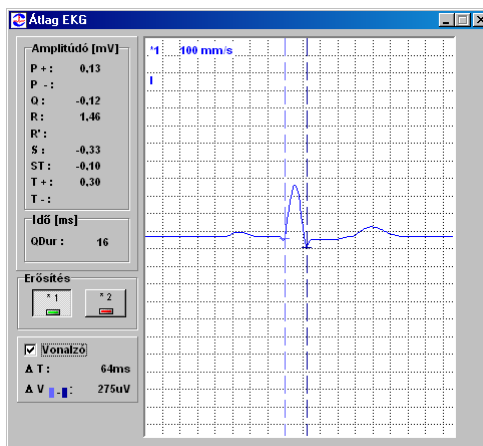 Átlag EKG
Amplitúdó [mV]
P + : 0,13
P - :
Q : -0,12
R : 1,46
R' :
S : -0,33
ST : -0,10
T + : 0,30
T - :
Idő [ms]
QDur : 16
Erősítés
* 1 * 2
Vonalzó
Δ T : 64ms
Δ V - : 275uV
*1 100 mm/s
I